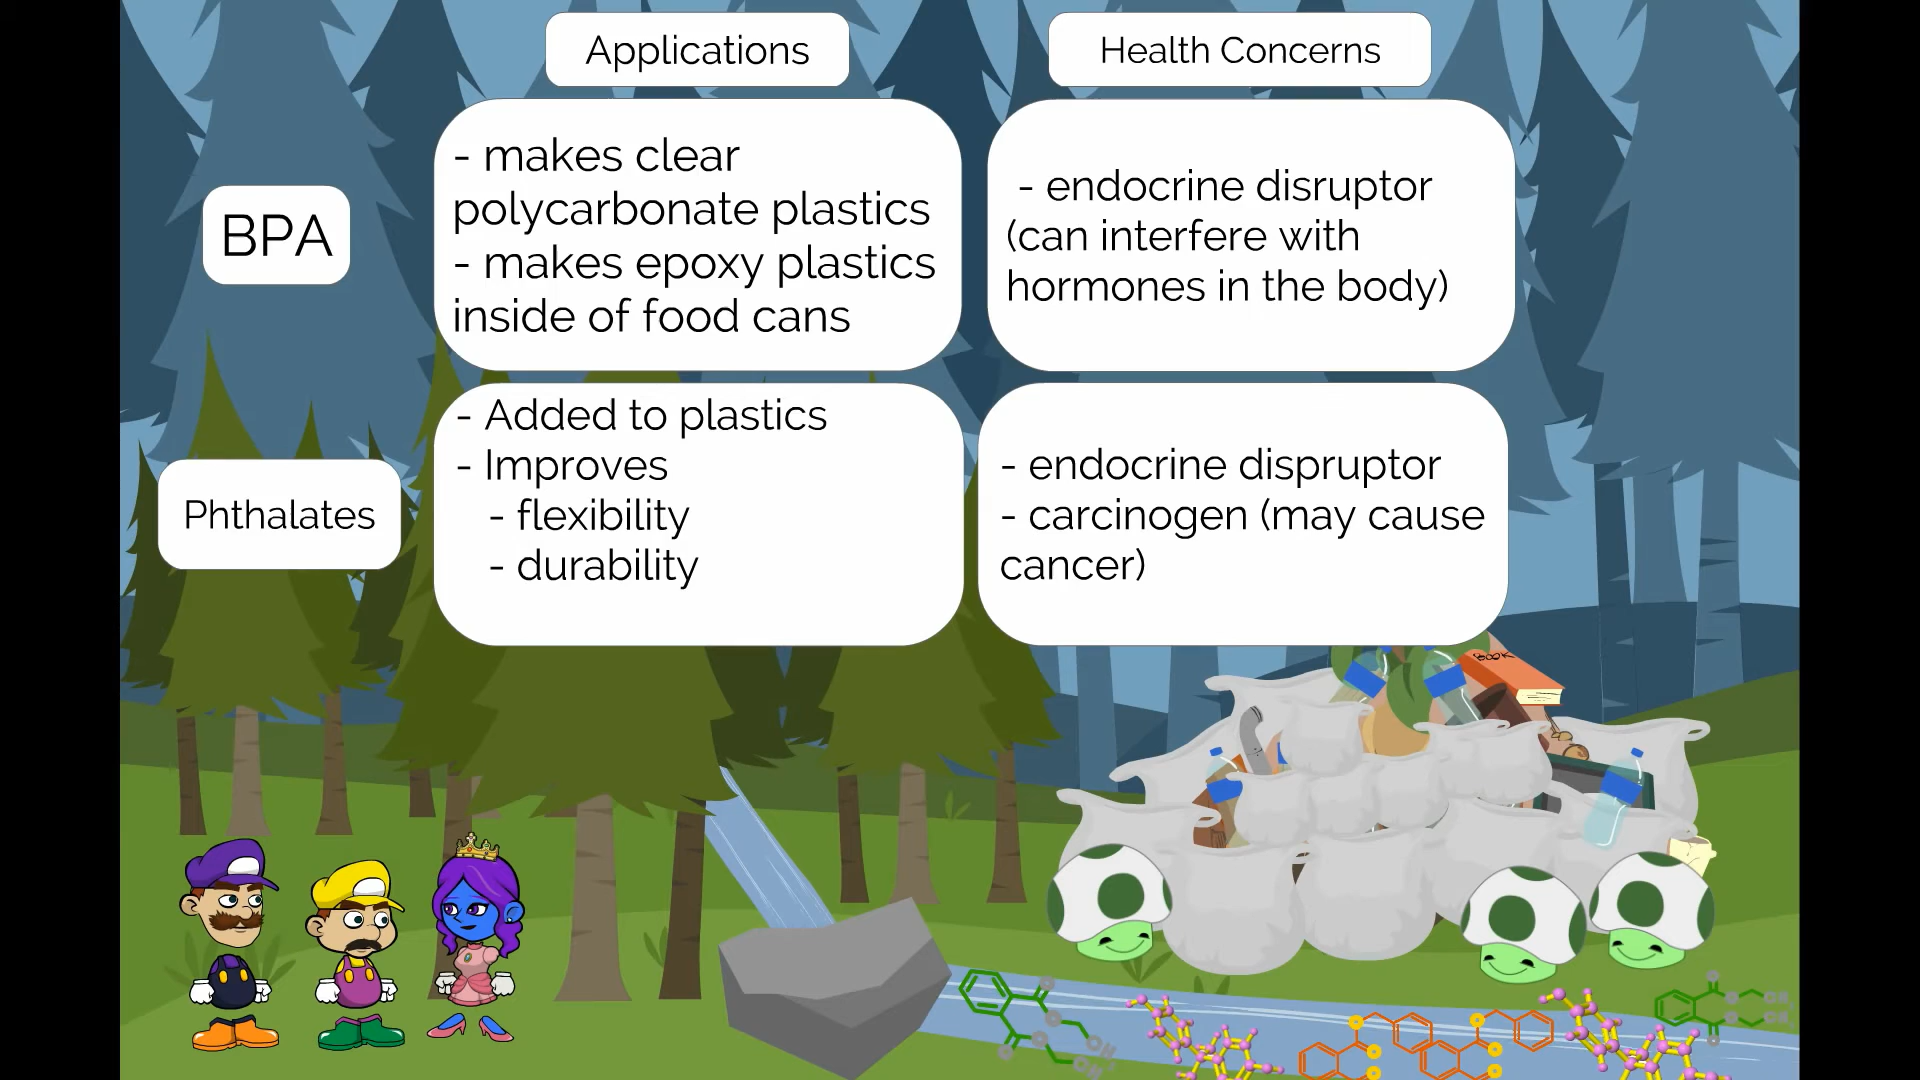 Applications
Health Concerns
BPA
- makes clear
polycarbonate plastics
- makes epoxy plastics
inside of food cans
- endocrine disruptor
(can interfere with
hormones in the body)
Phthalates
- Added to plastics
- Improves
- flexibility
- durability
- endocrine dispruptor
- carcinogen (may cause
cancer)
BOOK